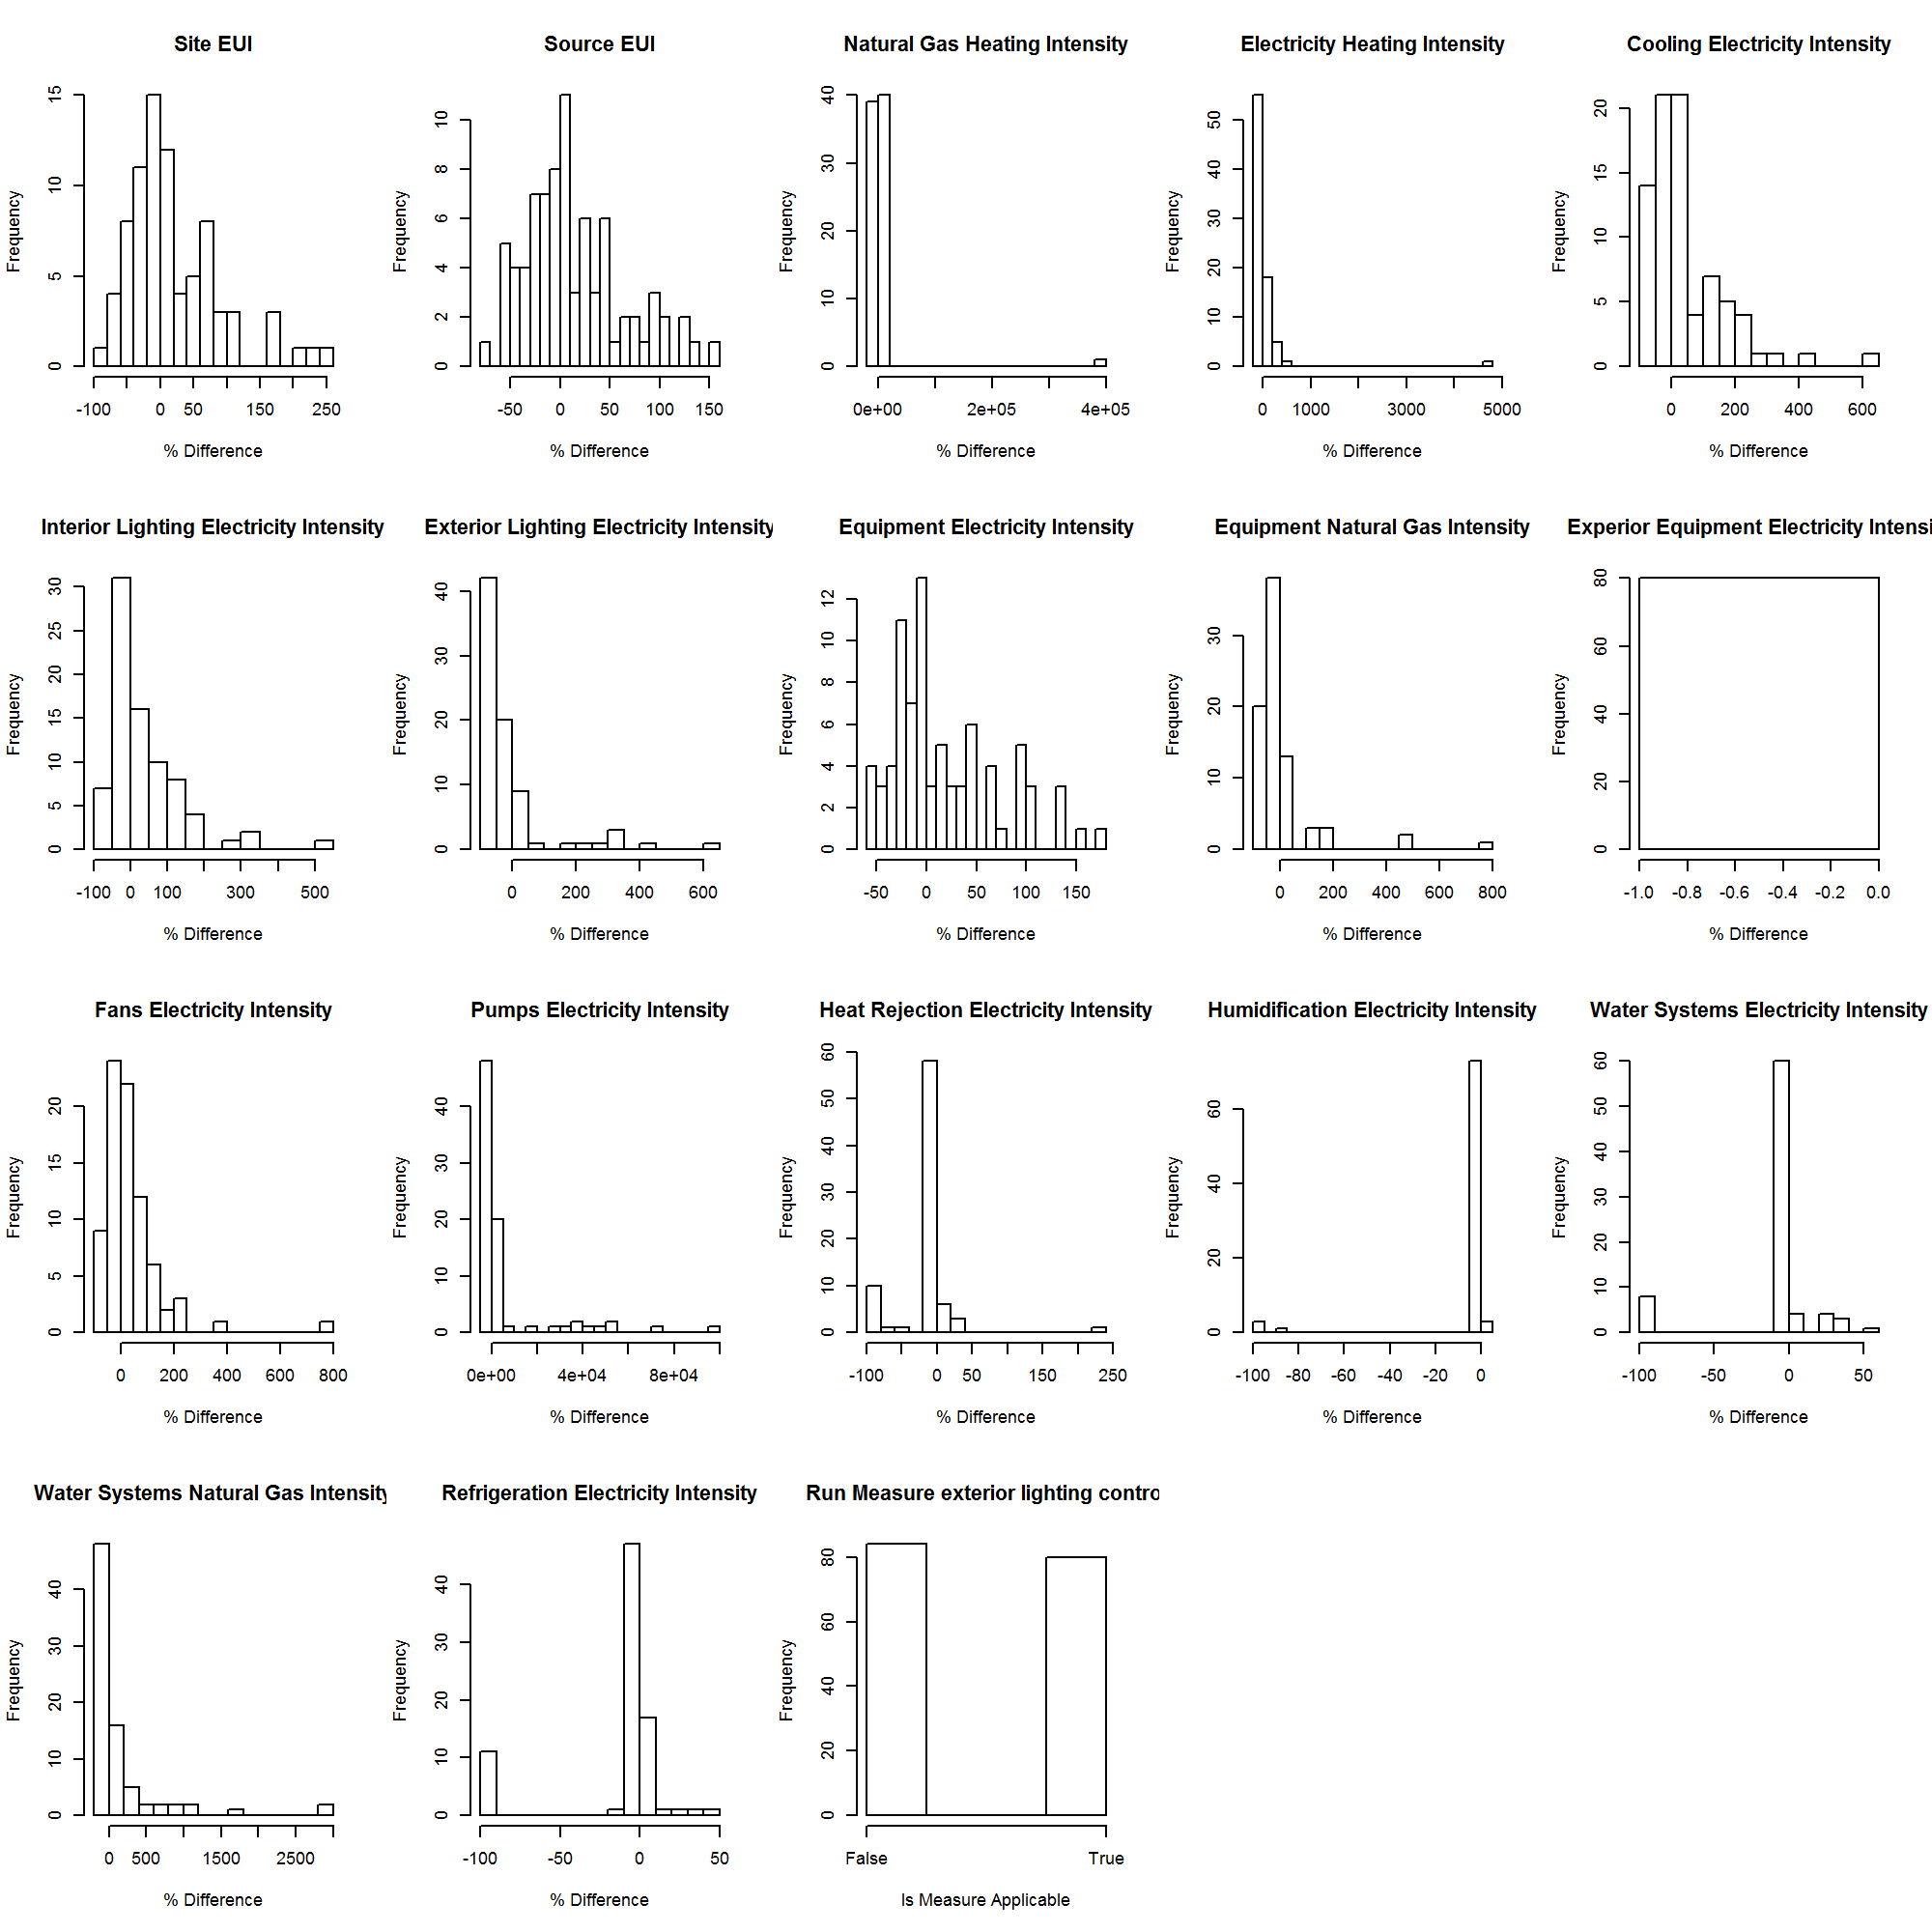 Site EUI
Frequency
0 5 10 15
-100 0 50 150 250
% Difference
Source EUI
Frequency
0 2 4 6 8 10
-50 0 50 100 150
% Difference
Natural Gas Heating Intensity
Frequency
0 10 20 30 40
0e+00 2e+05 4e+05
% Difference
Electricity Heating Intensity
Frequency
0 10 20 30 40 50
0 1000 3000 5000
% Difference
Cooling Electricity Intensity
Frequency
0 5 10 15 20
0 200 400 600
% Difference
Interior Lighting Electricity Intensity
Frequency
0 5 10 15 20 25 30
-100 0 100 300 500
% Difference
Exterior Lighting Electricity Intensity
Frequency
0 10 20 30 40
0 200 400 600
% Difference
Equipment Electricity Intensity
Frequency
0 2 4 6 8 10 12
-50 0 50 100 150
% Difference
Equipment Natural Gas Intensity
Frequency
0 10 20 30
0 200 400 600 800
% Difference
Experior Equipment Electricity Intensi
Frequency
0 20 40 60 80
-1.0 -0.8 -0.6 -0.4 -0.2 0.0
% Difference
Fans Electricity Intensity
Frequency
0 5 10 15 20
0 200 400 600 800
% Difference
Pumps Electricity Intensity
Frequency
0 10 20 30 40
0e+00 4e+04 8e+04
% Difference
Heat Rejection Electricity Intensity
Frequency
0 10 20 30 40 50 60
-100 0 50 150 250
% Difference
Humidification Electricity Intensity
Frequency
0 20 40 60
-100 -80 -60 -40 -20 0
% Difference
Water Systems Electricity Intensity
Frequency
0 10 20 30 40 50 60
-100 -50 0 50
% Difference
Water Systems Natural Gas Intensity
Frequency
0 10 20 30 40
0 500 1500 2500
% Difference
Refrigeration Electricity Intensity
Frequency
0 10 20 30 40
-100 -50 0 50
% Difference
Run Measure exterior lighting contro
Frequency
0 20 40 60 80
False True
Is Measure Applicable